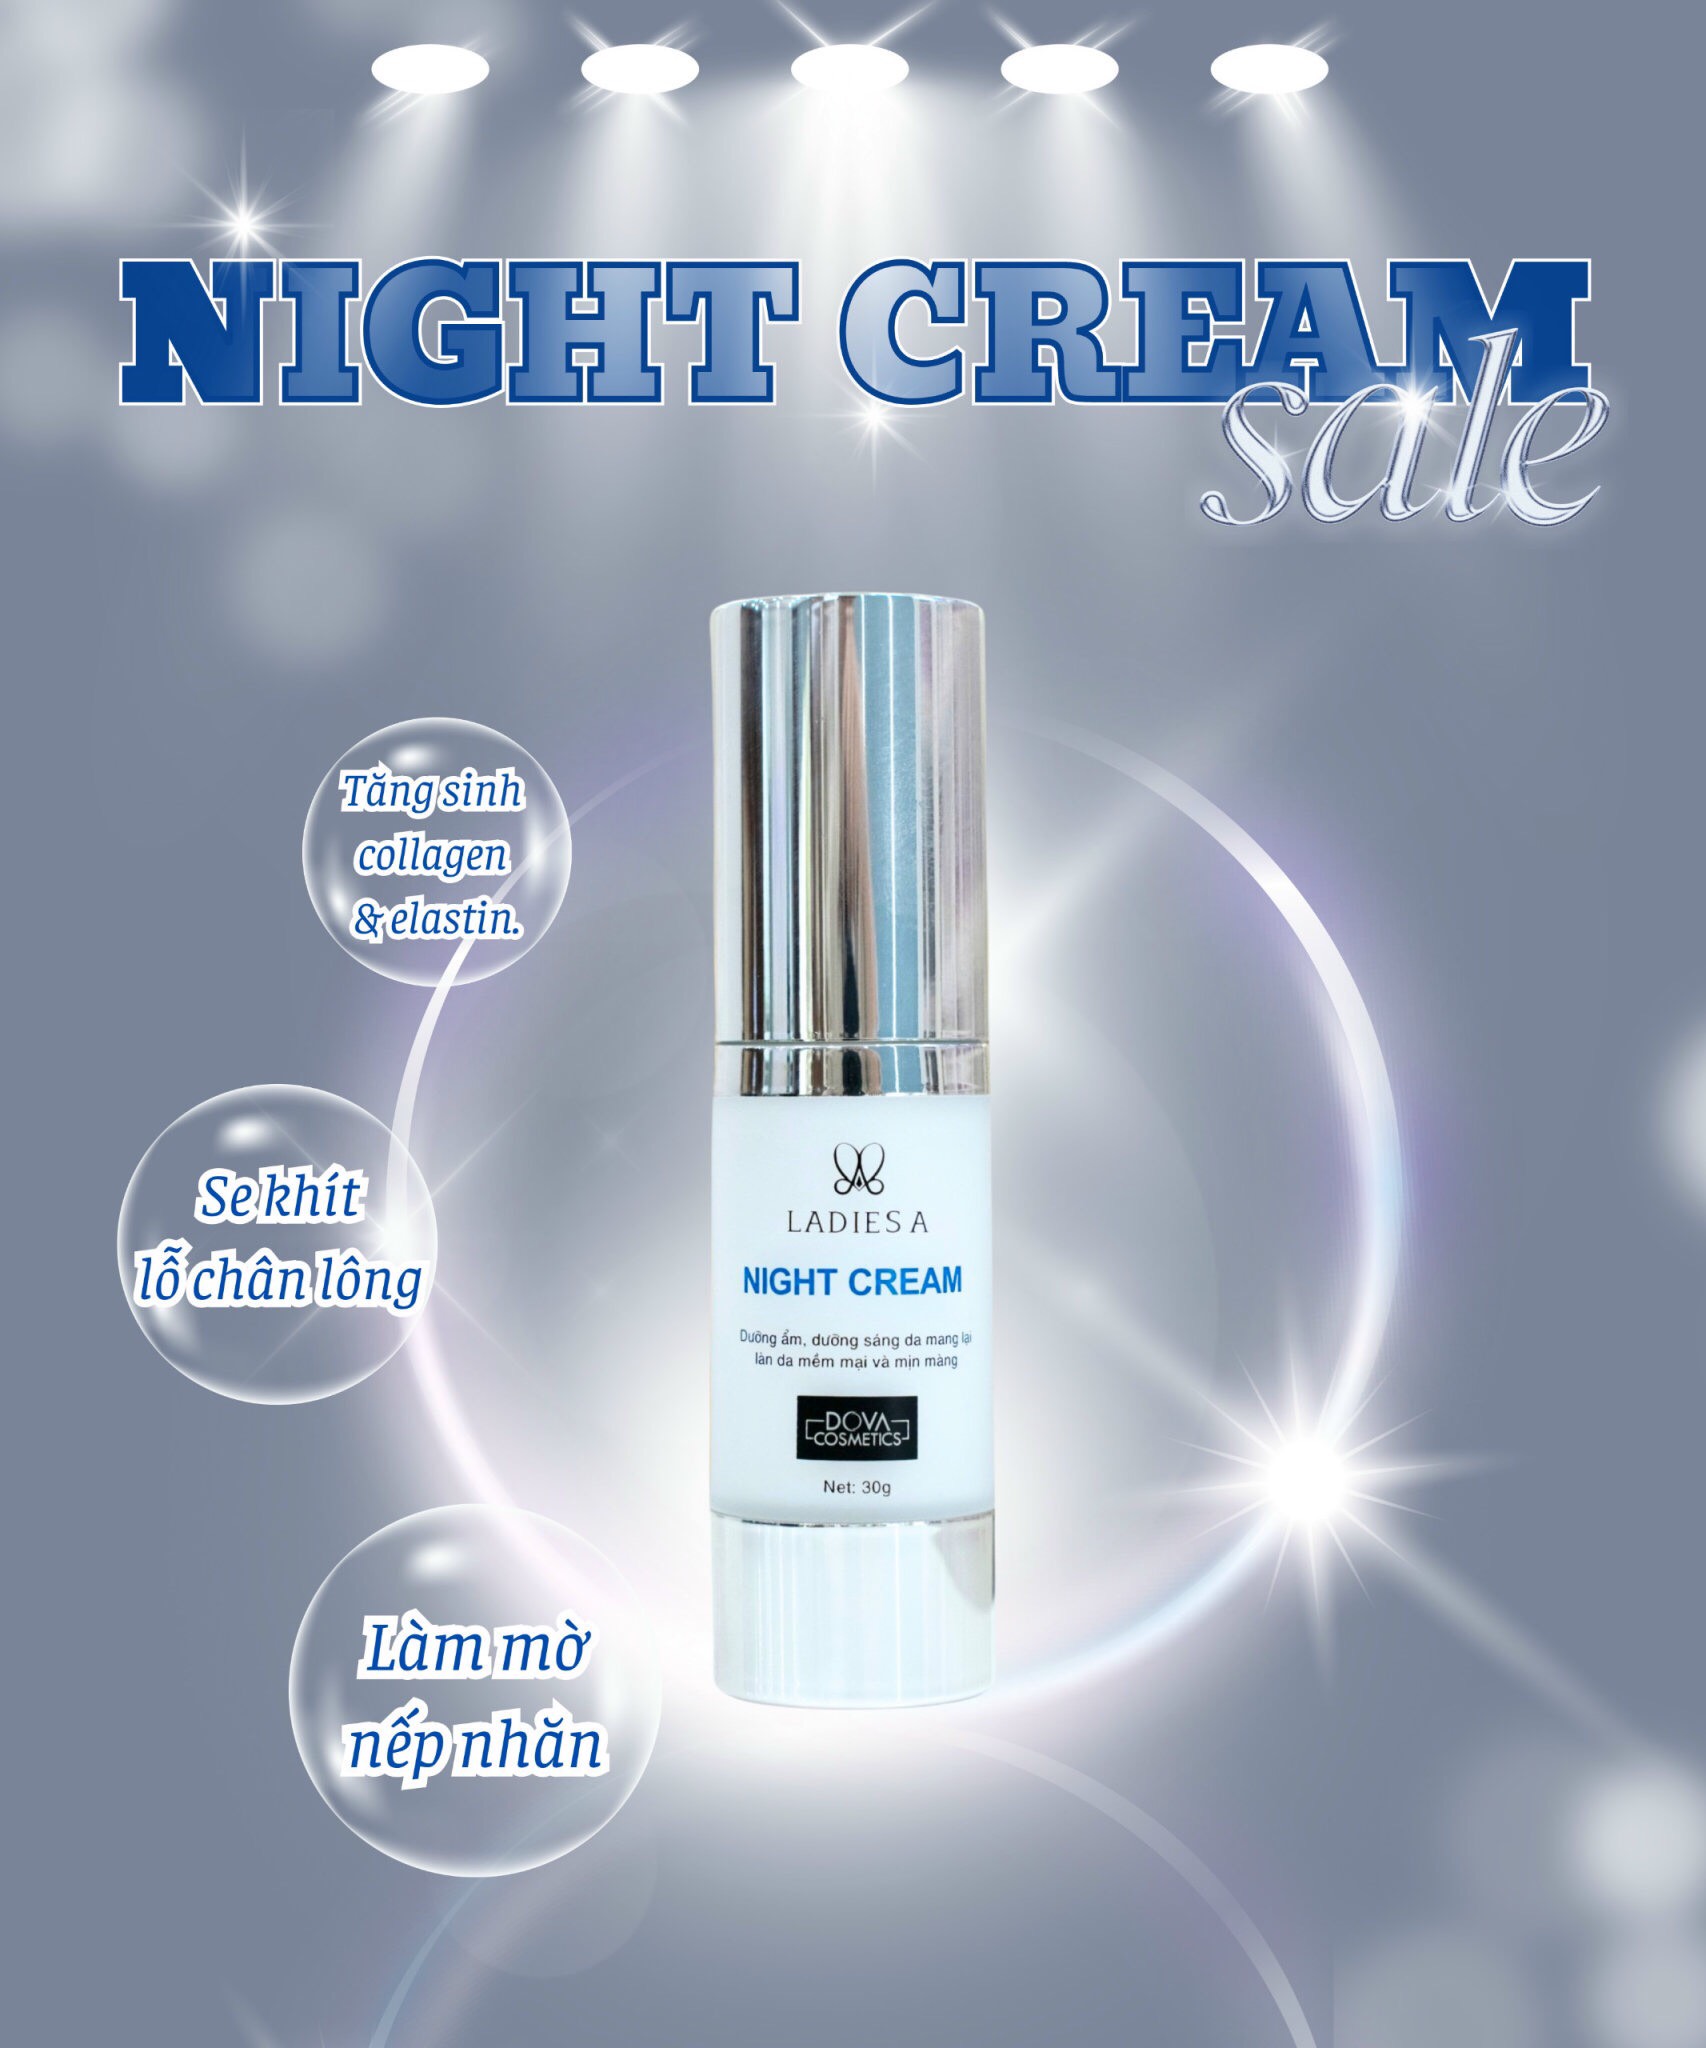 NIGHT CREAM
sale
Tăng sinh
collagen
& elastin.
Se khít
lỗ chân lông
Làm mờ
nếp nhăn
LADIES A
NIGHT CREAM
Dưỡng ẩm, dưỡng sáng da mang lại
làn da mềm mại và mịn màng
DOVA
COSMETICS
Net: 30g